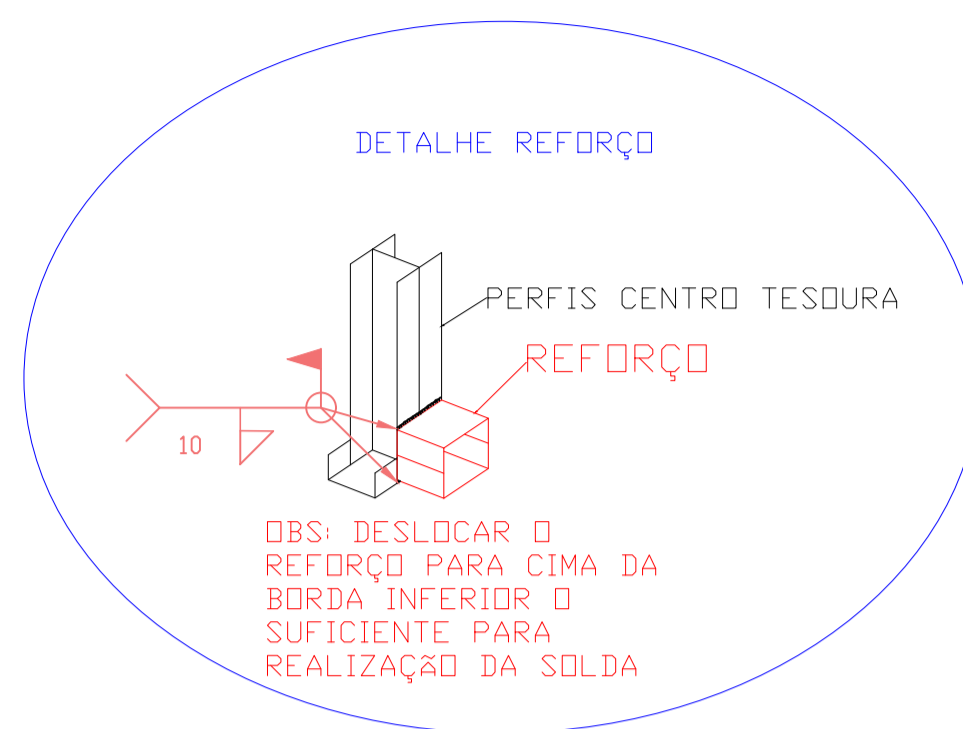 DETALHE REFORÇO
PERFIS CENTRO TESOURA
REFORÇO
10
OBS: DESLOCAR O
REFORÇO PARA CIMA DA
BORDA INFERIOR O
SUFICIENTE PARA
REALIZAÇÃO DA SOLDA